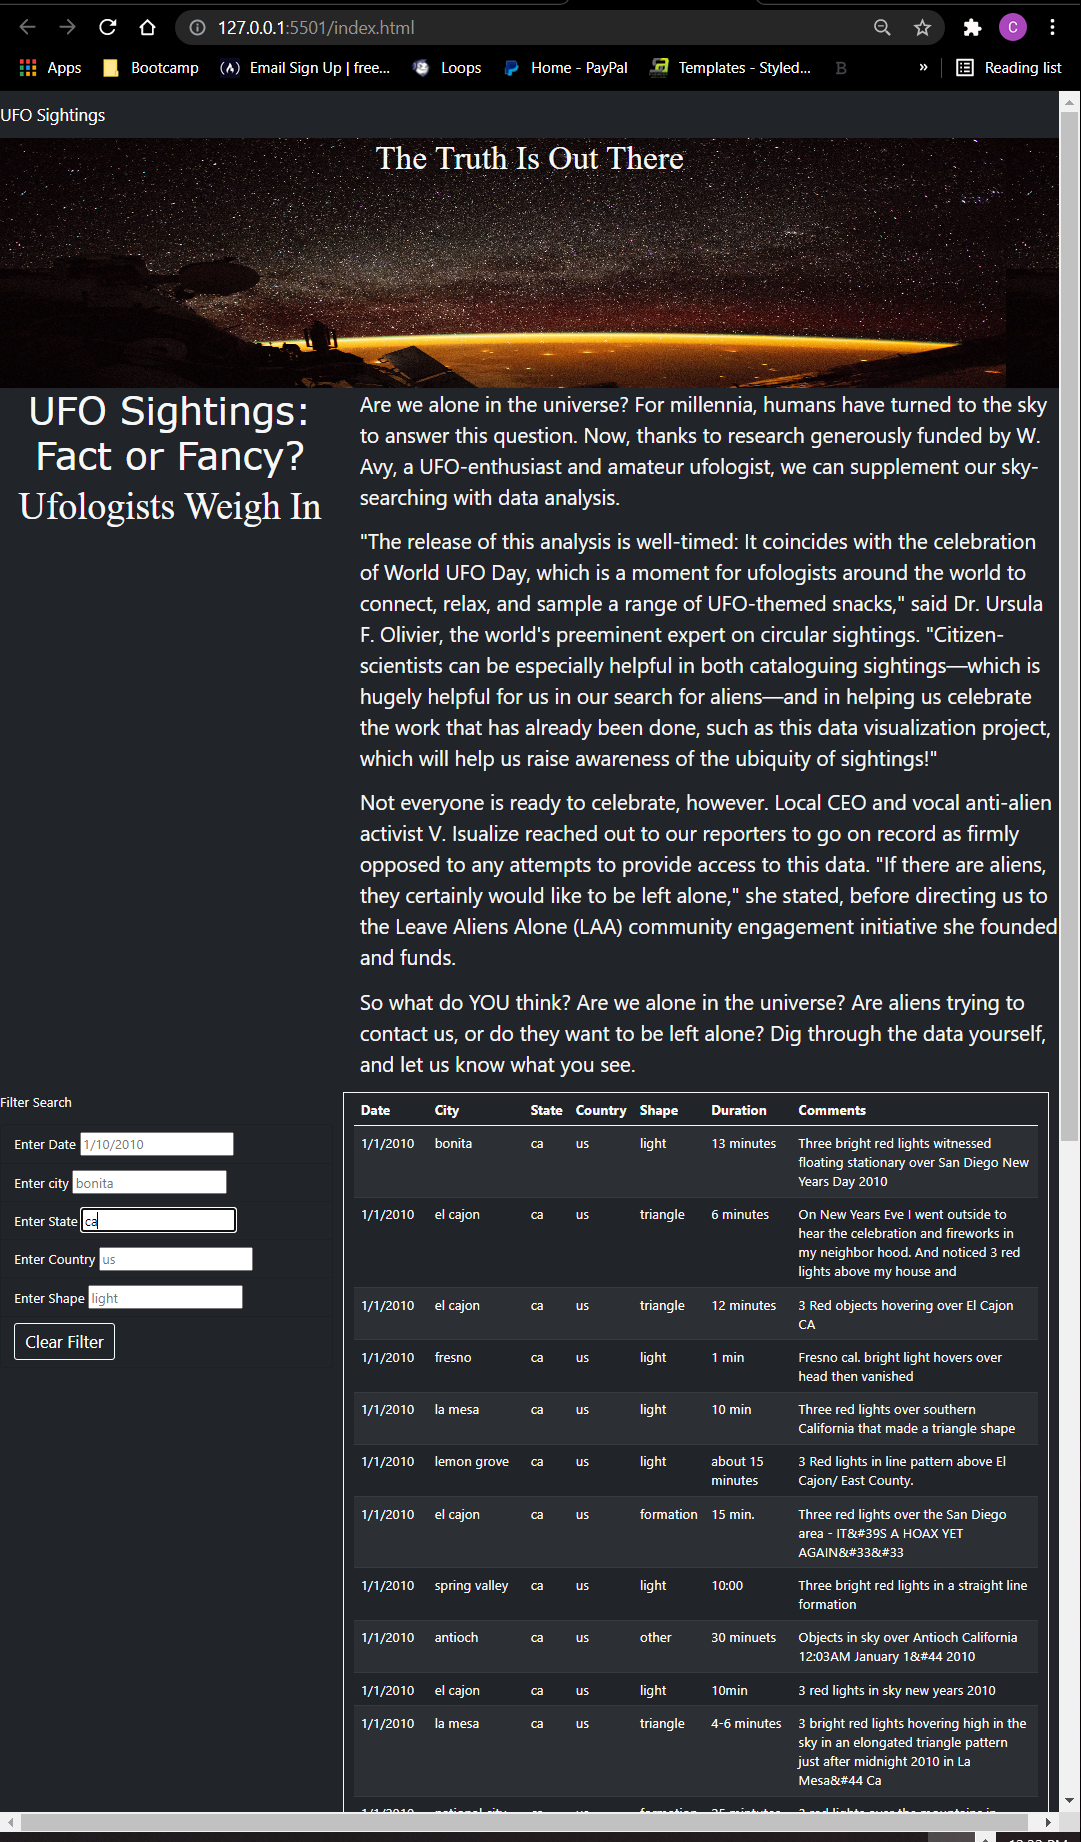 127.0.0.1:5501/index.html
C
Apps
Bootcamp
Email Sign Up | free...
Loops
Home - PayPal
Templates - Styled...
B
»
Reading list
UFO Sightings
The Truth Is Out There
UFO Sightings:
Fact or Fancy?
Ufologists Weigh In
Are we alone in the universe? For millennia, humans have turned to the sky
to answer this question. Now, thanks to research generously funded by W.
Avy, a UFO-enthusiast and amateur ufologist, we can supplement our sky-
searching with data analysis.
"The release of this analysis is well-timed: It coincides with the celebration
of World UFO Day, which is a moment for ufologists around the world to
connect, relax, and sample a range of UFO-themed snacks," said Dr. Ursula
F. Olivier, the world's preeminent expert on circular sightings. "Citizen-
scientists can be especially helpful in both cataloguing sightings—which is
hugely helpful for us in our search for aliens—and in helping us celebrate
the work that has already been done, such as this data visualization project,
which will help us raise awareness of the ubiquity of sightings!"
Not everyone is ready to celebrate, however. Local CEO and vocal anti-alien
activist V. Isualize reached out to our reporters to go on record as firmly
opposed to any attempts to provide access to this data. "If there are aliens,
they certainly would like to be left alone," she stated, before directing us to
the Leave Aliens Alone (LAA) community engagement initiative she founded
and funds.
So what do YOU think? Are we alone in the universe? Are aliens trying to
contact us, or do they want to be left alone? Dig through the data yourself,
and let us know what you see.
Filter Search
Enter Date 1/10/2010
Enter city bonita
Enter State ca
Enter Country us
Enter Shape light
Clear Filter
Date City State Country Shape Duration Comments
1/1/2010 bonita ca us light 13 minutes Three bright red lights witnessed
floating stationary over San Diego New
Years Day 2010
1/1/2010 el cajon ca us triangle 6 minutes On New Years Eve I went outside to
hear the celebration and fireworks in
my neighbor hood. And noticed 3 red
lights above my house and
1/1/2010 el cajon ca us triangle 12 minutes 3 Red objects hovering over El Cajon
CA
1/1/2010 fresno ca us light 1 min Fresno cal. bright light hovers over
head then vanished
1/1/2010 la mesa ca us light 10 min Three red lights over southern
California that made a triangle shape
1/1/2010 lemon grove ca us light about 15 3 Red lights in line pattern above El
minutes Cajon/ East County.
1/1/2010 el cajon ca us formation 15 min. Three red lights over the San Diego
area - IT&#39S A HOAX YET
AGAIN&#33&#33
1/1/2010 spring valley ca us light 10:00 Three bright red lights in a straight line
formation
1/1/2010 antioch ca us other 30 minuets Objects in sky over Antioch California
12:03AM January 1&#44 2010
1/1/2010 el cajon ca us light 10min 3 red lights in sky new years 2010
1/1/2010 la mesa ca us triangle 4-6 minutes 3 bright red lights hovering high in the
sky in an elongated triangle pattern
just after midnight 2010 in La
Mesa&#44 Ca